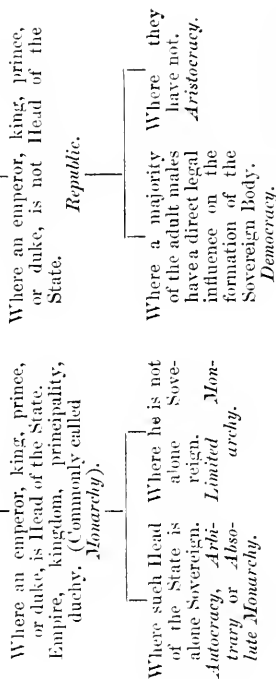 Where an emperor, king, prince,
or duke, is Head of the State.
Empire, kingdom, principality,
duchy. (Commonly called
Monarchy).
Where such Head
of the State is
alone Sovereign.
Autocracy, Arbi-
trary or Abso-
lute Monarchy.
Where he is not
alone Sove-
reign.
Limited Mon-
archy.
Where an emperor, king, prince,
or duke, is not Head of the
State.
Republic.
Where a majority
of the adult males
have a direct legal
influence on the
formation of the
Sovereign Body.
Democracy.
Where they
have not.
Aristocracy.